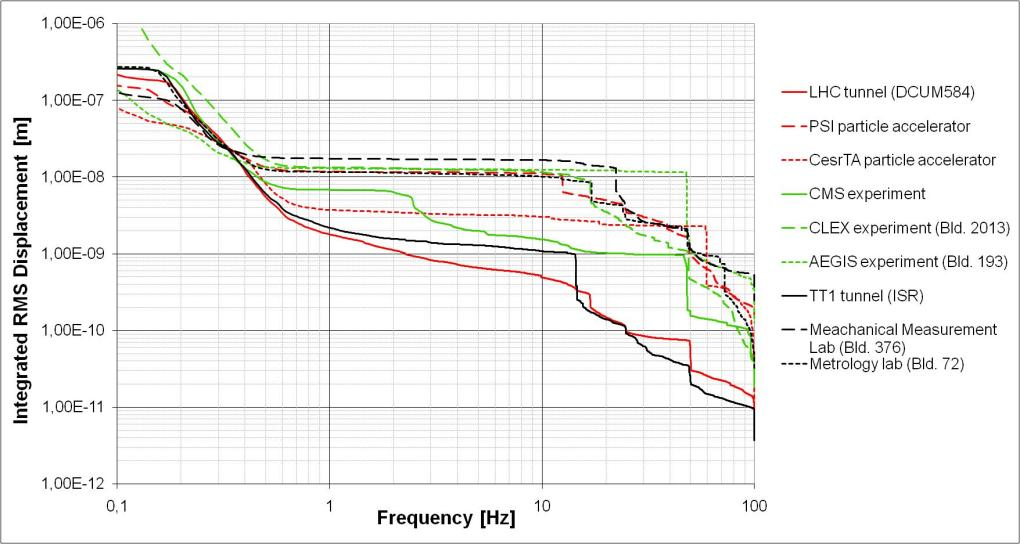 1,00E-06
1,00E-07
1,00E-08
1,00E-09
1,00E-10
1,00E-11
1,00E-12
Integrated RMS Displacement [m]
0,1
1
10
100
Frequency [Hz]
LHC tunnel (DCUM584)
PSI particle accelerator
CesrTA particle accelerator
CMS experiment
CLEX experiment (Bld. 2013)
AEGIS experiment (Bld. 193)
TT1 tunnel (ISR)
Meachanical Measurement
Lab (Bld. 376)
Metrology lab (Bld. 72)